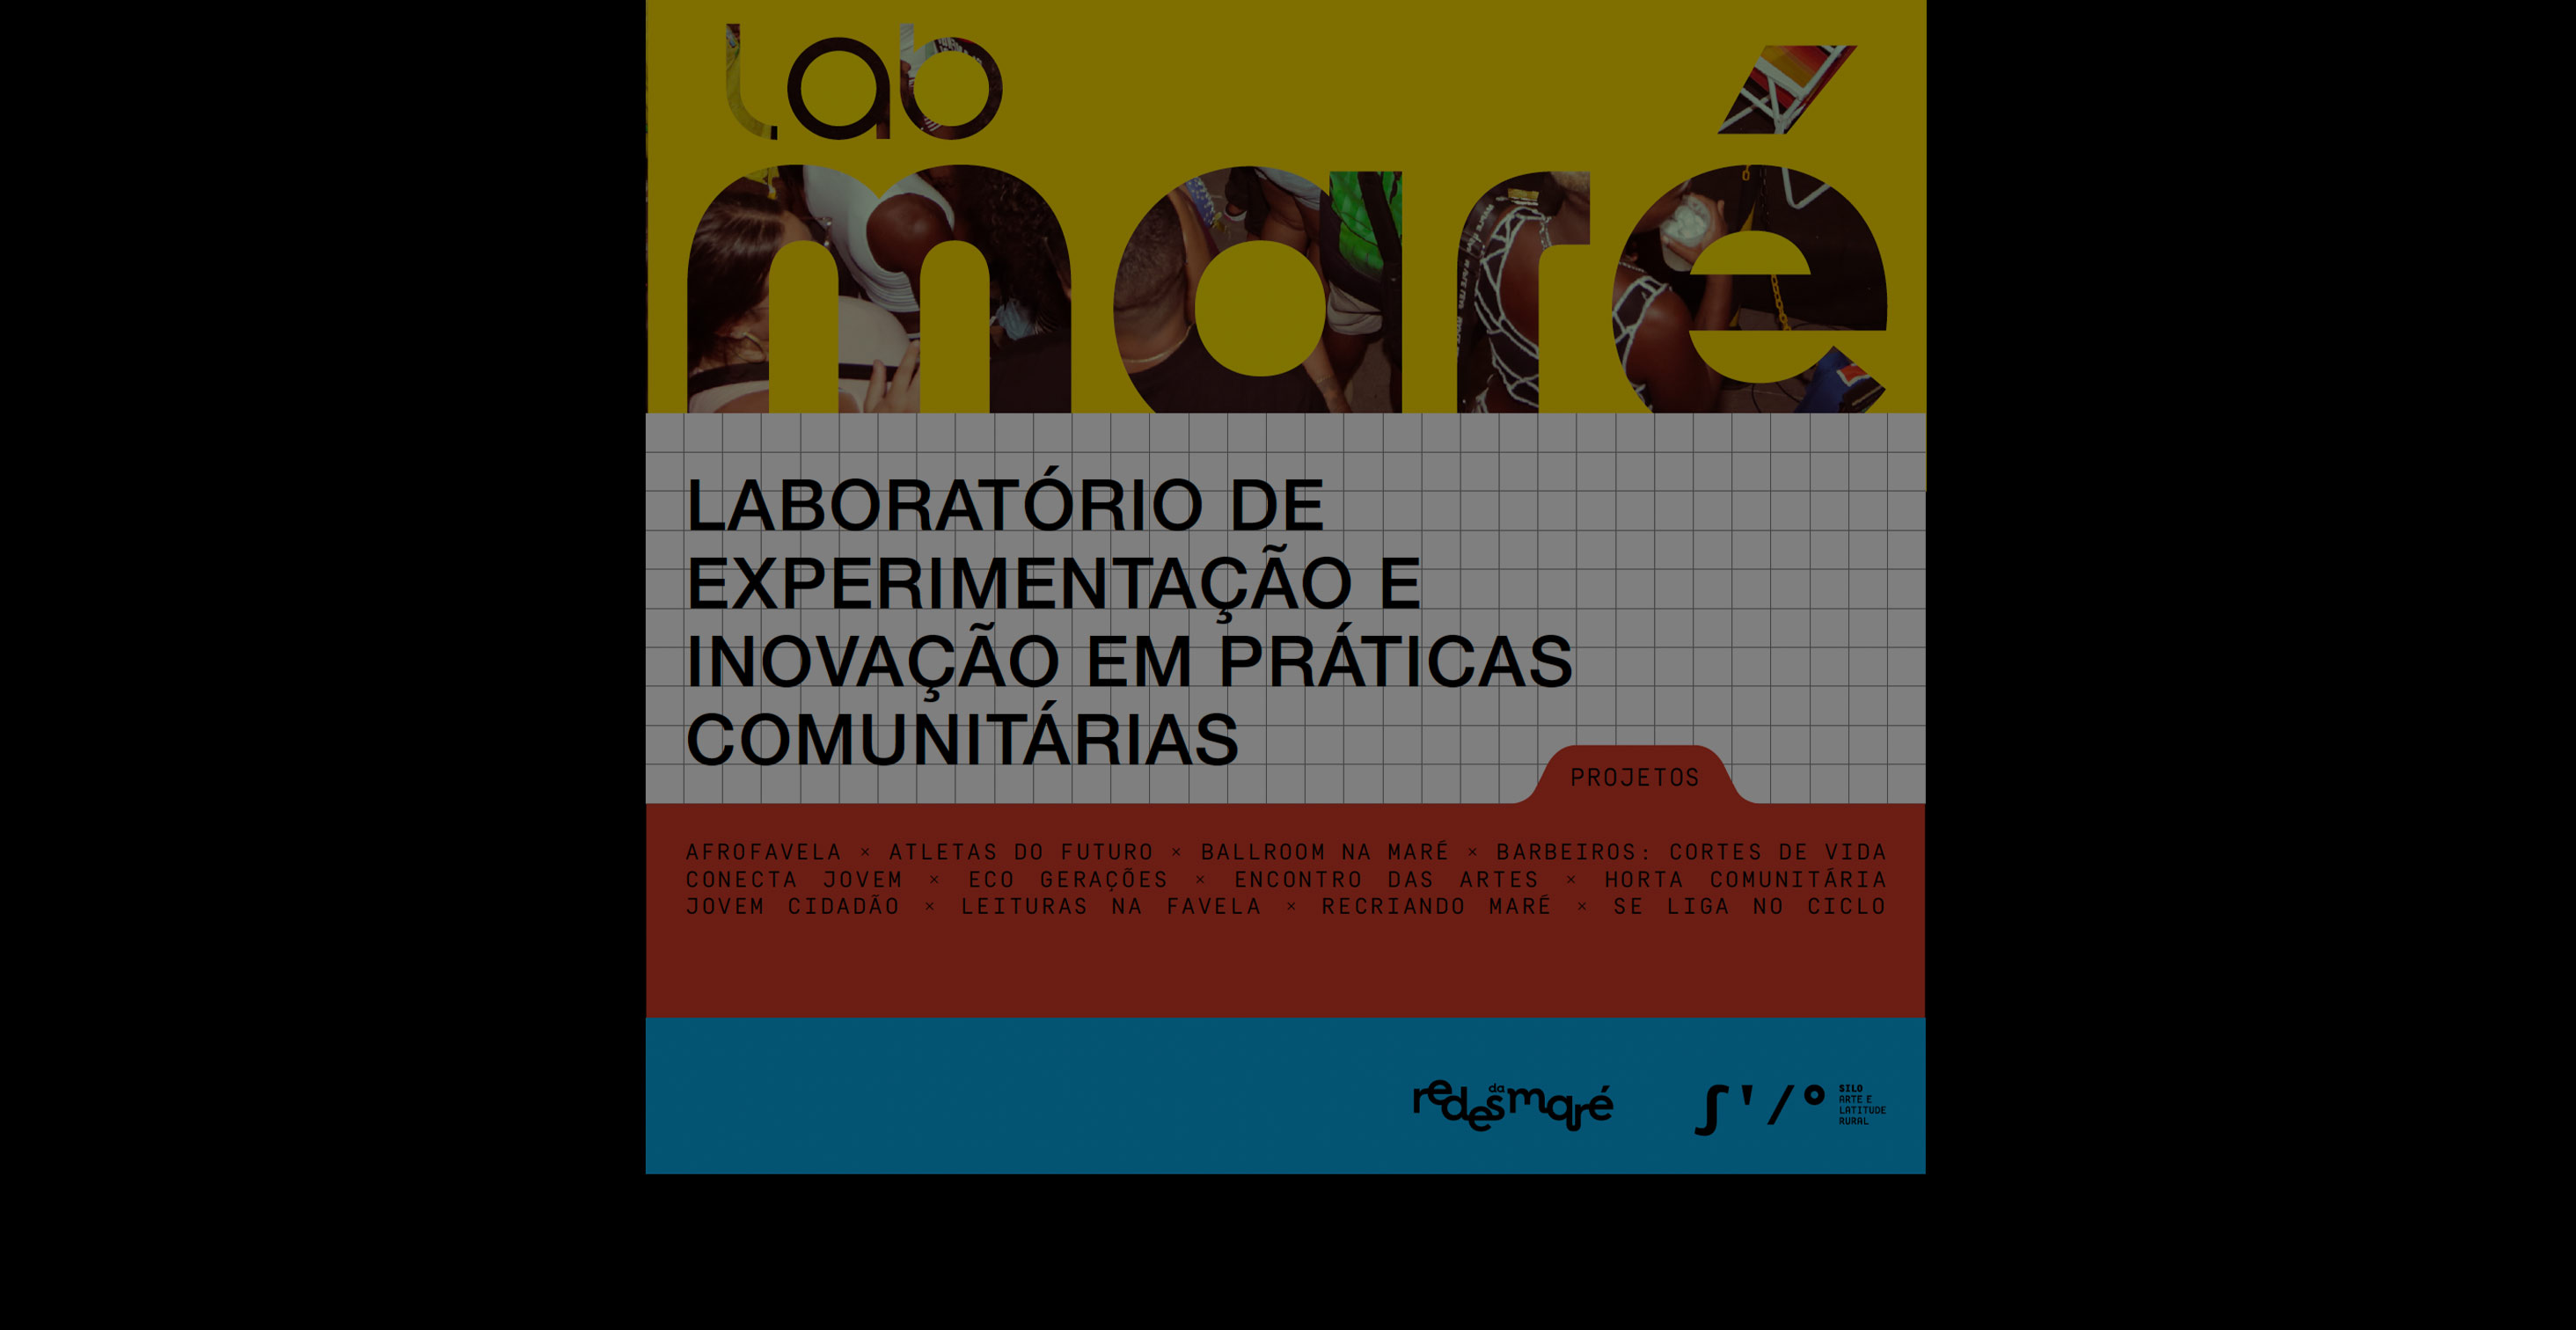 Lab
maré
LABORATÓRIO DE
EXPERIMENTAÇÃO E
INOVAÇÃO EM PRÁTICAS
COMUNITÁRIAS
PROJETOS
AFROFAVELA × ATLETAS DO FUTURO × BALLROOM NA MARÉ × BARBEIROS: CORTES DE VIDA
CONECTA JOVEM × ECO GERAÇÕES × ENCONTRO DAS ARTES × HORTA COMUNITÁRIA
JOVEM CIDADÃO × LEITURAS NA FAVELA × RECRIANDO MARÉ × SE LIGA NO CICLO
redes da maré
ʃ'/°
SILO
ARTE E
LATITUDE
RURAL